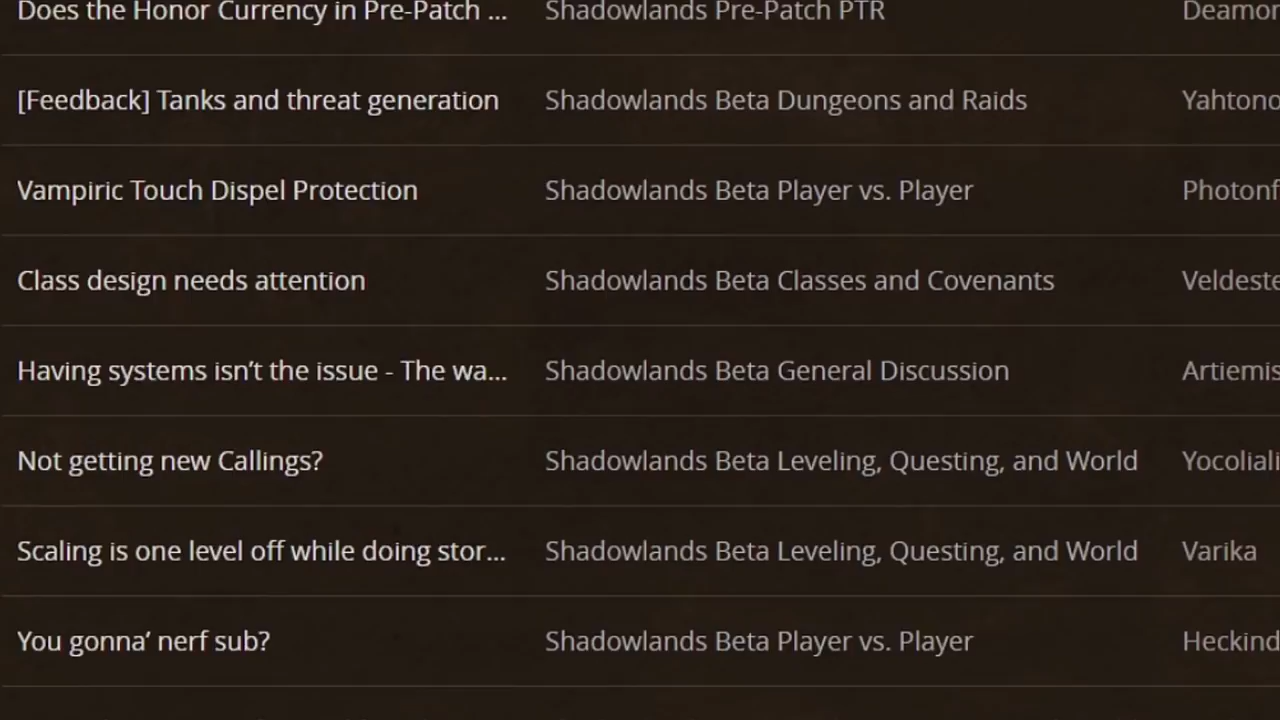 Does the Honor Currency in Pre-Patch ... Shadowlands Pre-Patch PTR
[Feedback] Tanks and threat generation Shadowlands Beta Dungeons and Raids
Vampiric Touch Dispel Protection Shadowlands Beta Player vs. Player
Class design needs attention Shadowlands Beta Classes and Covenants
Having systems isn’t the issue - The wa... Shadowlands Beta General Discussion
Not getting new Callings? Shadowlands Beta Leveling, Questing, and World
Scaling is one level off while doing stor... Shadowlands Beta Leveling, Questing, and World Varika
You gonna’ nerf sub? Shadowlands Beta Player vs. Player